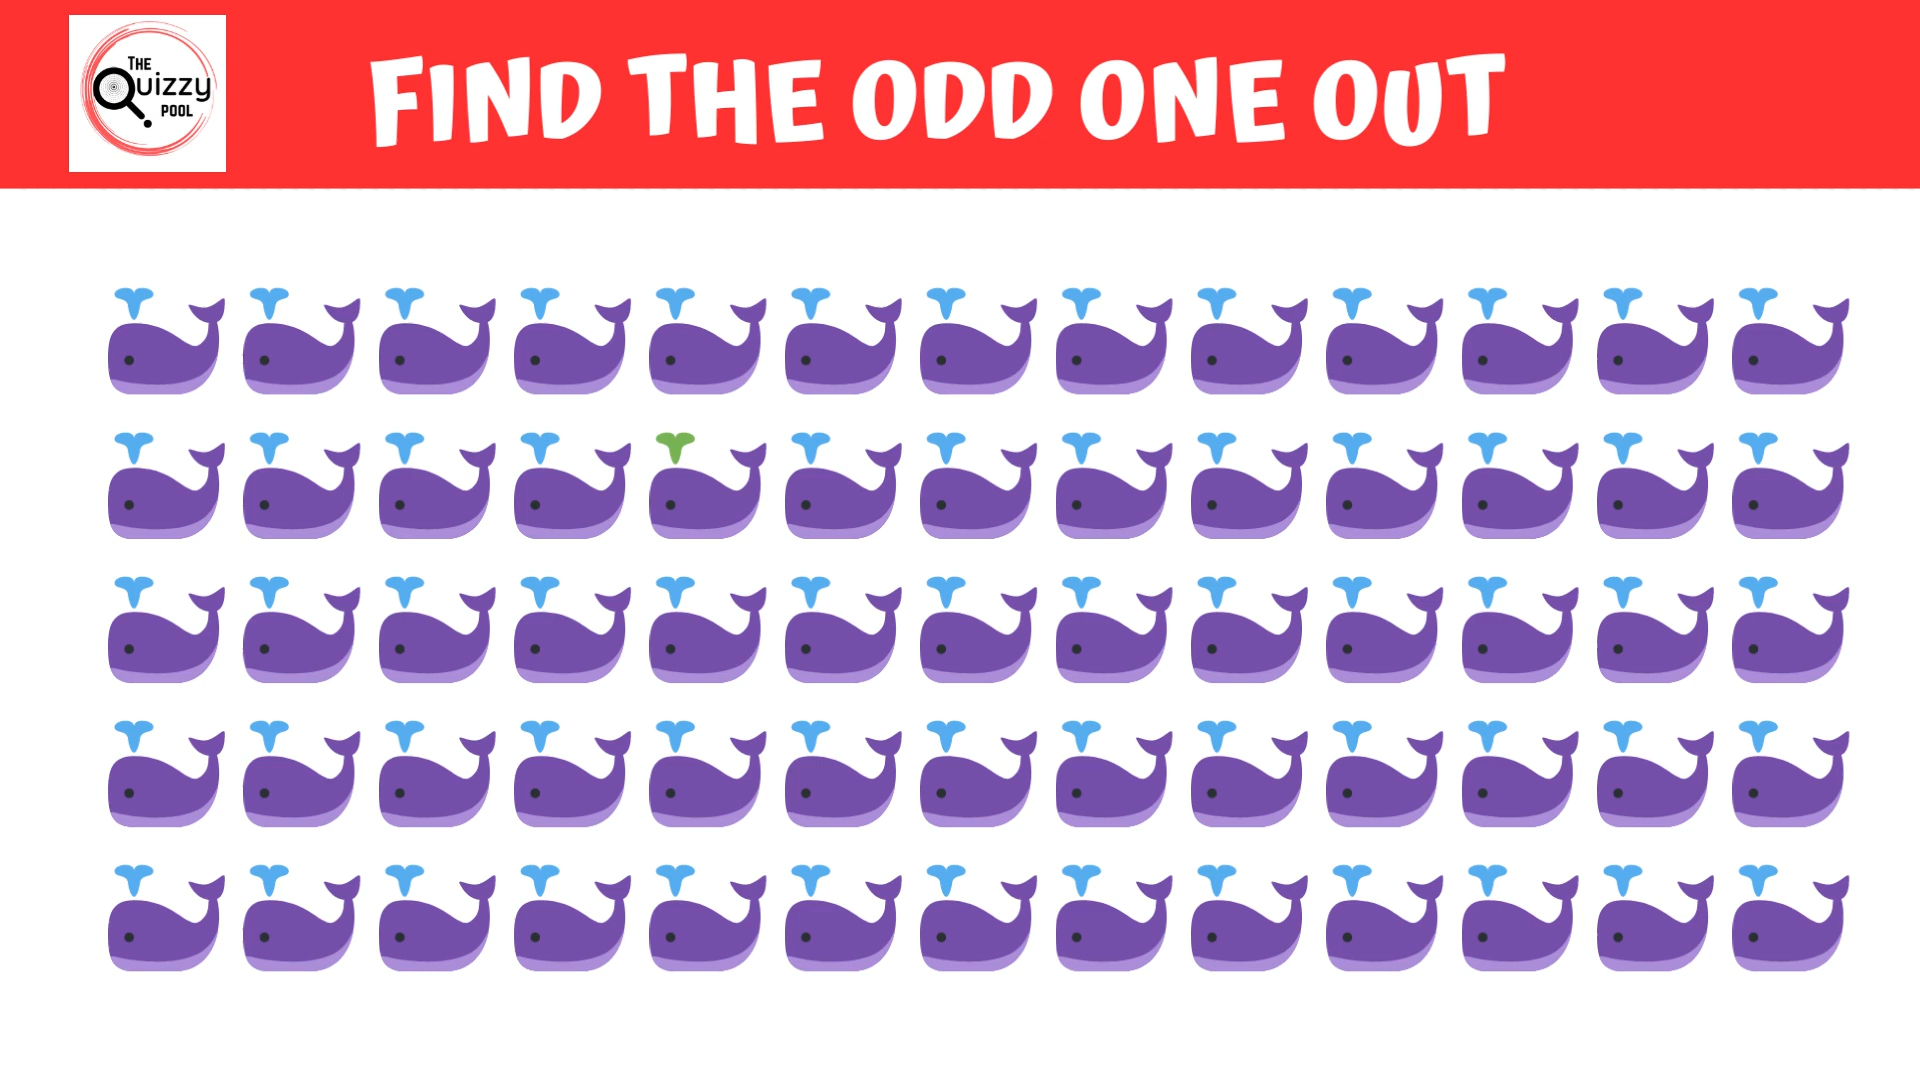 THE
Quizzy
POOL
FIND THE ODD ONE OUT